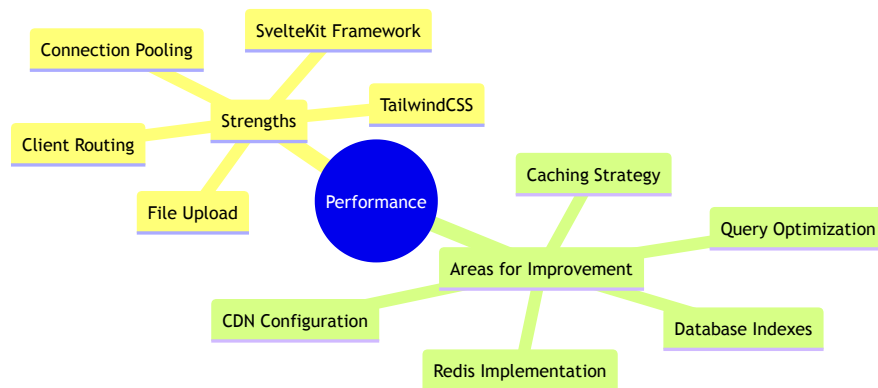 SvelteKit Framework
Connection Pooling
TailwindCSS
Strengths
Client Routing
File Upload
Performance
Caching Strategy
Query Optimization
Areas for Improvement
CDN Configuration
Database Indexes
Redis Implementation